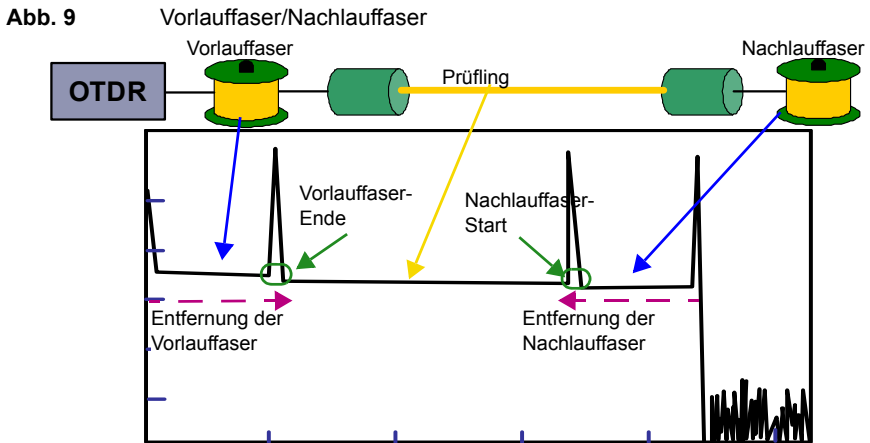 Abb. 9 Vorlauffaser/Nachlauffaser
Vorlauffaser
Nachlauffaser
OTDR
Prüfling
Vorlauffaser-
Ende
Nachlauffaser-
Start
Entfernung der
Vorlauffaser
Entfernung der
Nachlauffaser